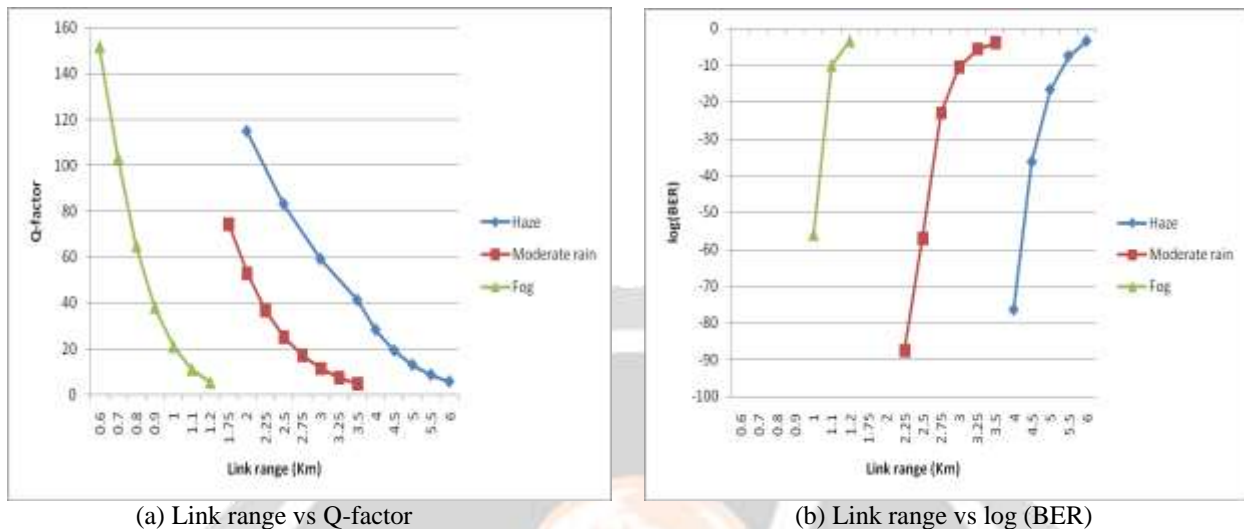 160
140
120
100
80
60
40
20
0
Q-factor
0.6 0.7 0.8 0.9 1 1.1 1.2 1.75 2 2.25 2.5 2.75 3 3.25 3.5 4 4.5 5 5.5 6
Link range (Km)
Haze
Moderate rain
Fog
(a) Link range vs Q-factor
0
-10
-20
-30
-40
-50
-60
-70
-80
-90
-100
log(BER)
0.6 0.7 0.8 0.9 1 1.1 1.2 1.75 2 2.25 2.5 2.75 3 3.25 3.5 4 4.5 5 5.5 6
Link range (Km)
Haze
Moderate rain
Fog
(b) Link range vs log (BER)